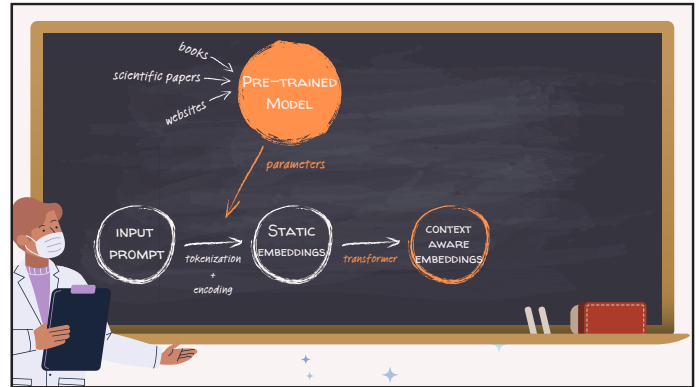 books
scientific papers
websites
PRE-TRAINED
MODEL
parameters
INPUT
PROMPT
tokenization
+
encoding
STATIC
EMBEDDINGS
transformer
CONTEXT
AWARE
EMBEDDINGS